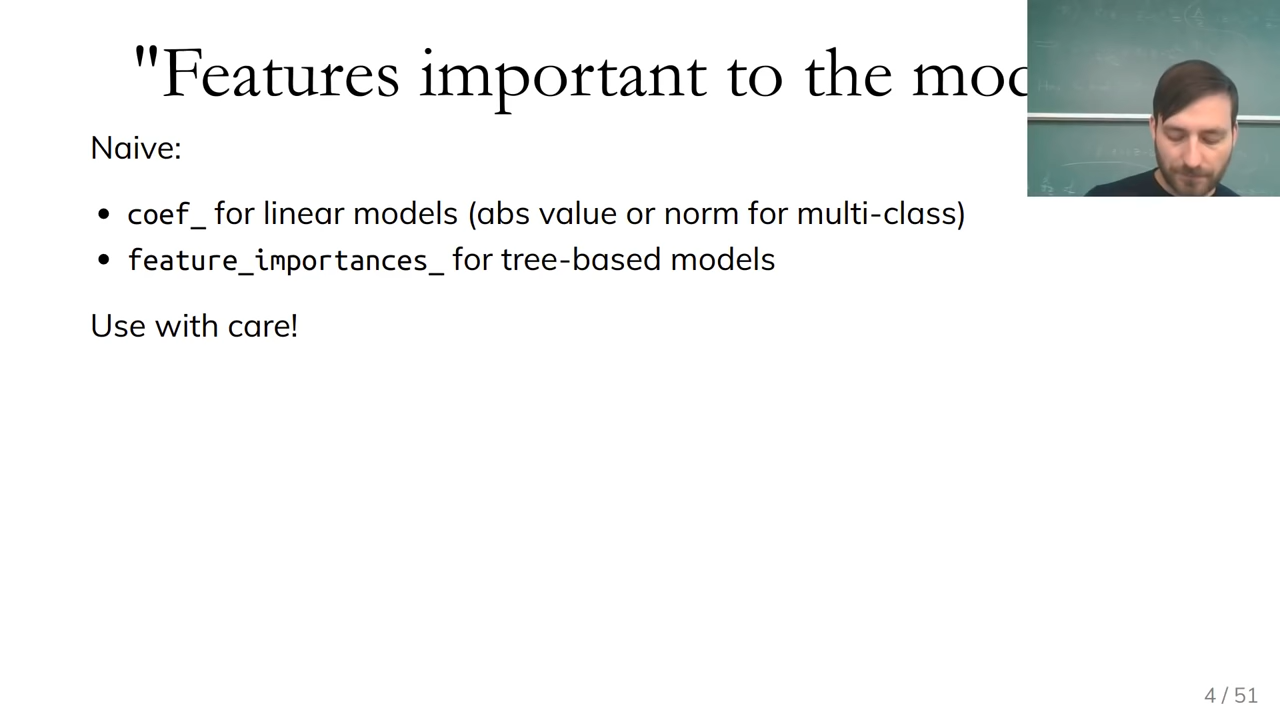 "Features important to the mod
Naive:
• coef_ for linear models (abs value or norm for multi-class)
• feature_importances_ for tree-based models
Use with care!
4 / 51